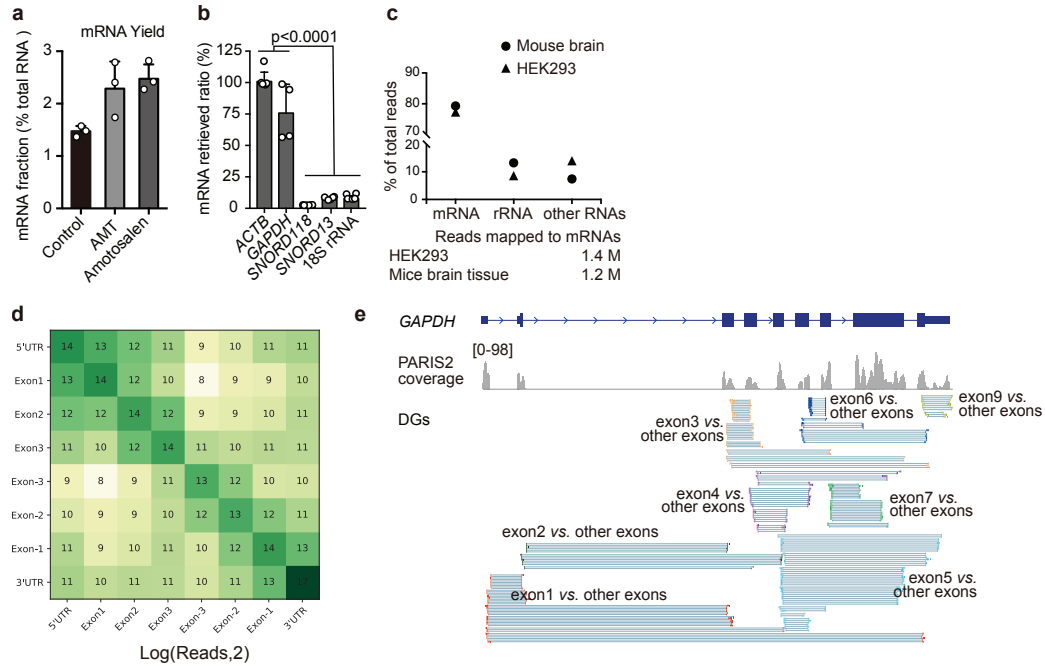 a
mRNA Yield
mRNA fraction (% total RNA )
3
2
1
0
Control
AMT
Amotosalen
b
p<0.0001
mRNA retrieved ratio (%)
125
100
75
50
25
0
ACTB
GAPDH
SNORD118
SNORD13
18S rRNA
c
Mouse brain
HEK293
% of total reads
90
80
70
20
10
0
mRNA rRNA other RNAs
Reads mapped to mRNAs
HEK293 1.4 M
Mice brain tissue 1.2 M
d
5'UTR 14 13 12 11 9 10 11 11
Exon1 13 14 12 10 8 9 9 10
Exon2 12 12 14 12 9 9 10 11
Exon3 11 10 12 14 11 10 11 11
Exon-3 9 8 9 11 13 12 10 10
Exon-2 10 9 9 10 12 13 12 11
Exon-1 11 9 10 11 10 12 14 13
3'UTR 11 10 11 11 10 11 13 17
5'UTR Exon1 Exon2 Exon3 Exon-3 Exon-2 Exon-1 3'UTR
Log(Reads,2)
e
GAPDH
[0-98]
PARIS2
coverage
DGs
exon3 vs.
other exons
exon6 vs.
other exons
exon9 vs.
other exons
exon4 vs.
other exons
exon7 vs.
other exons
exon2 vs. other exons
exon5 vs.
other exons
exon1 vs. other exons